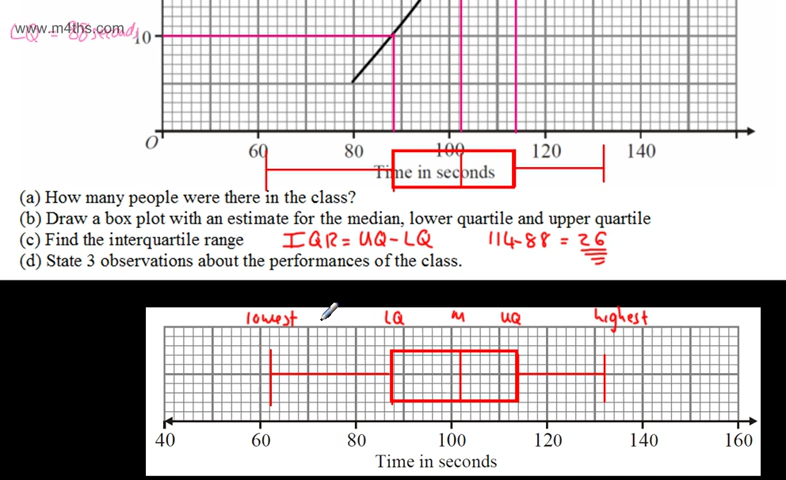 www.m4ths.com
LQ = 88 seconds
10
O
60 80 100 120 140
Time in seconds
(a) How many people were there in the class?
(b) Draw a box plot with an estimate for the median, lower quartile and upper quartile
(c) Find the interquartile range IQR = UQ - LQ 114-88 = 26
(d) State 3 observations about the performances of the class.
lowest LQ M UQ highest
40 60 80 100 120 140 160
Time in seconds